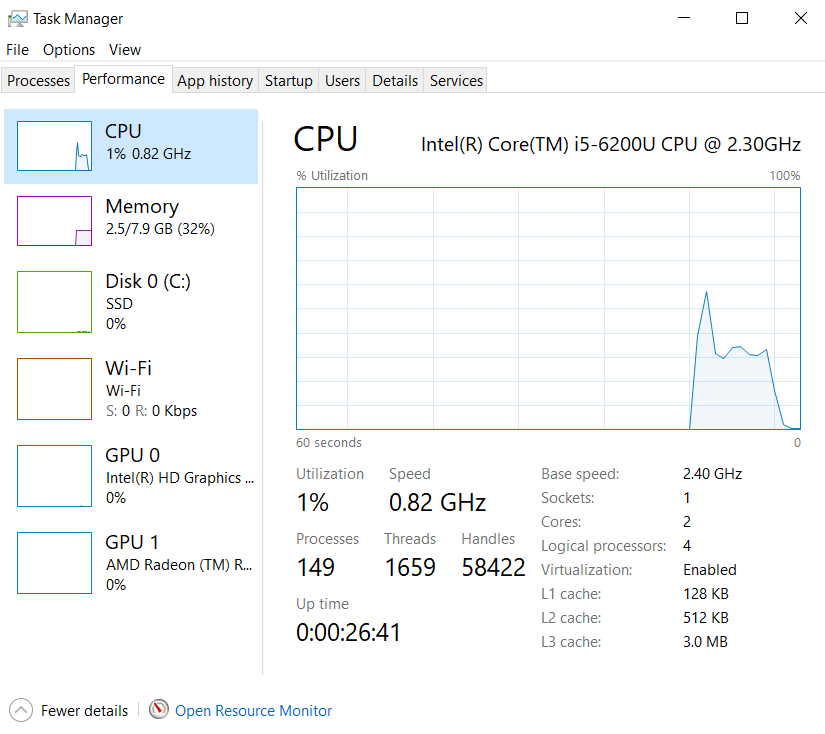 Task Manager
File Options View
Processes Performance App history Startup Users Details Services
CPU
1% 0.82 GHz
Memory
2.5/7.9 GB (32%)
Disk 0 (C:)
SSD
0%
Wi-Fi
Wi-Fi
S: 0 R: 0 Kbps
GPU 0
Intel(R) HD Graphics ...
0%
GPU 1
AMD Radeon (TM) R...
0%
CPU Intel(R) Core(TM) i5-6200U CPU @ 2.30GHz
% Utilization 100%
60 seconds 0
Utilization Speed
1% 0.82 GHz
Processes Threads Handles
149 1659 58422
Up time
0:00:26:41
Base speed: 2.40 GHz
Sockets: 1
Cores: 2
Logical processors: 4
Virtualization: Enabled
L1 cache: 128 KB
L2 cache: 512 KB
L3 cache: 3.0 MB
Fewer details Open Resource Monitor